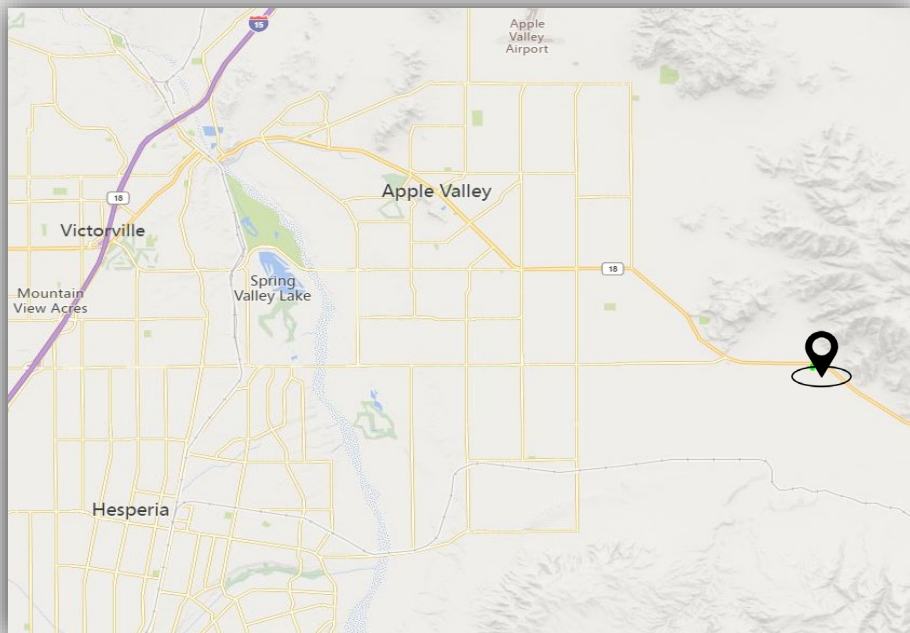 15
Apple
Valley
Airport
Apple Valley
18
Victorville
18
Spring
Valley Lake
Mountain
View Acres
Hesperia